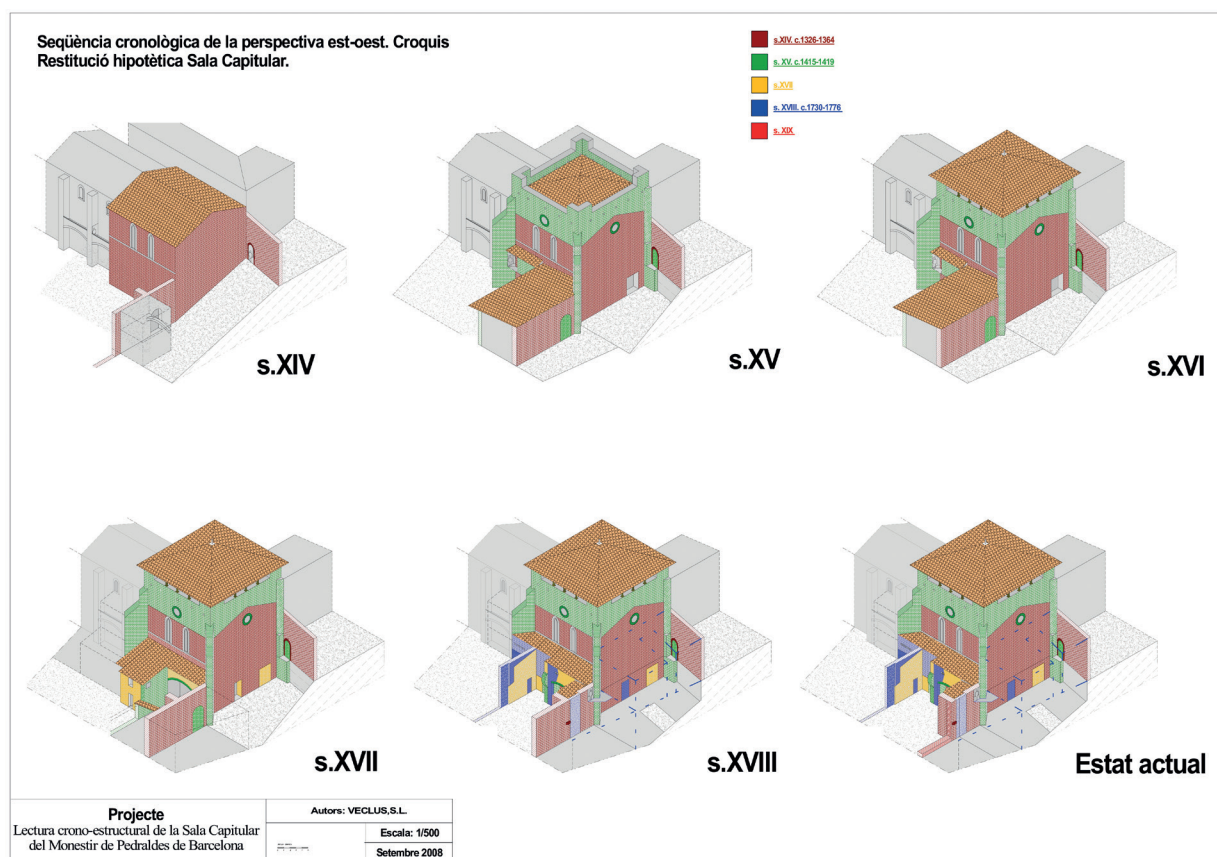 Seqüència cronològica de la perspectiva est-oest. Croquis
Restitució hipotètica Sala Capitular.
s.XIV. c.1326-1364
s. XV. c.1415-1419
s.XVII
s. XVIII. c.1730-1776
s. XIX
s.XIV
s.XV
s.XVI
s.XVII
s.XVIII
Estat actual
Projecte
Lectura crono-estructural de la Sala Capitular
del Monestir de Pedraldes de Barcelona
Autors: VECLUS,S.L.
Escala: 1/500
Setembre 2008